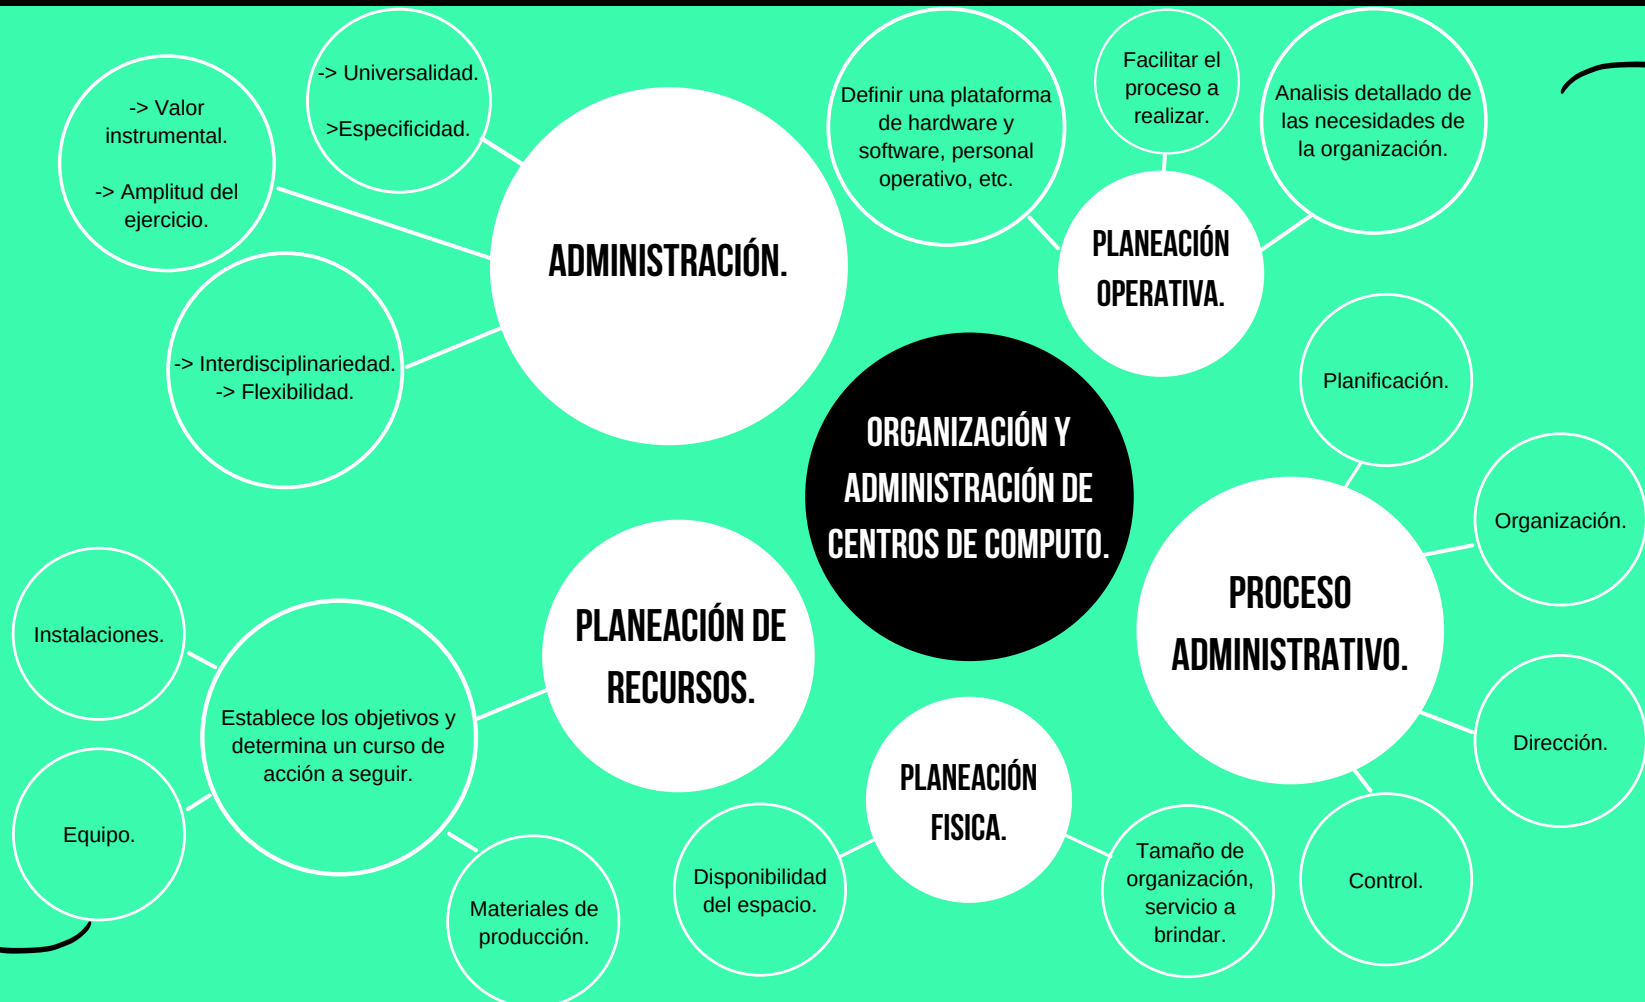 -> Universalidad.
>Especificidad.
-> Valor
instrumental.
-> Amplitud del
ejercicio.
-> Interdisciplinariedad.
-> Flexibilidad.
ADMINISTRACIÓN.
Definir una plataforma
de hardware y
software, personal
operativo, etc.
Facilitar el
proceso a
realizar.
Analisis detallado de
las necesidades de
la organización.
PLANEACIÓN
OPERATIVA.
ORGANIZACIÓN Y
ADMINISTRACIÓN DE
CENTROS DE COMPUTO.
Planificación.
Organización.
PROCESO
ADMINISTRATIVO.
Dirección.
Control.
PLANEACIÓN DE
RECURSOS.
Establece los objetivos y
determina un curso de
acción a seguir.
Instalaciones.
Equipo.
Materiales de
producción.
PLANEACIÓN
FISICA.
Disponibilidad
del espacio.
Tamaño de
organización,
servicio a
brindar.